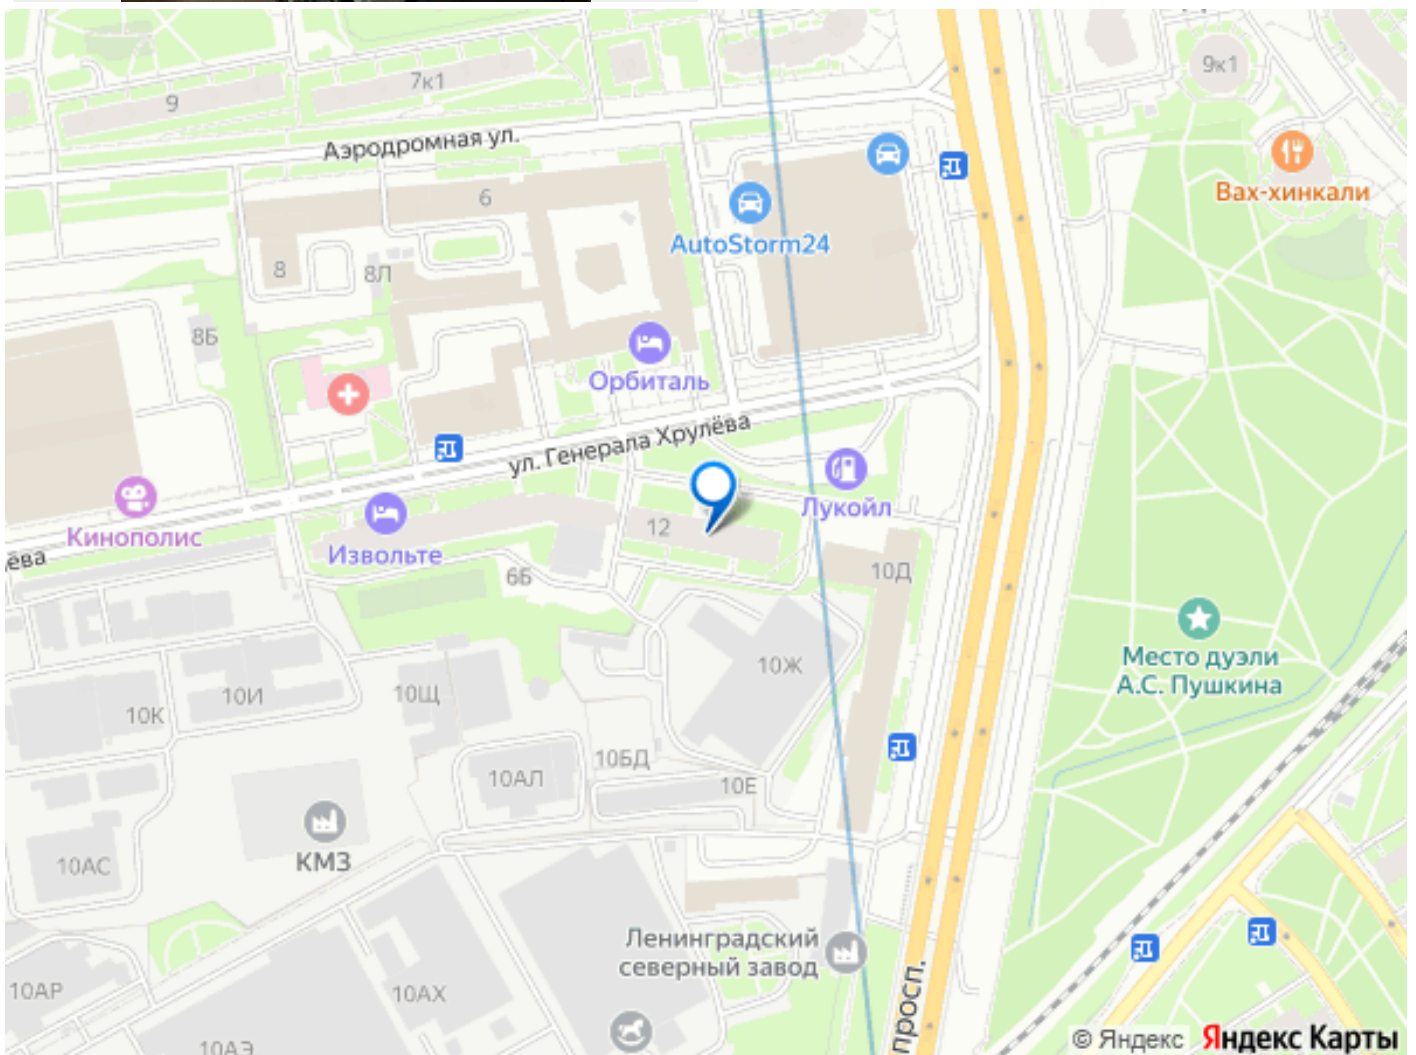 9к1
7к1
9
Аэродромная ул.
Вах-хинкали
6
AutoStorm24
8
8Л
8Б
Орбиталь
ул. Генерала Хрулёва
Лукойл
Кинополис
Извольте
12
ёва
6Б
10Д
Место дуэли
А.С. Пушкина
10Ж
10И
10Щ
10К
10БД
10АЛ
10Е
КМЗ
10АС
Ленинградский
северный завод
10АР
10АХ
просп.
10АЭ
© Яндекс Яндекс Карты